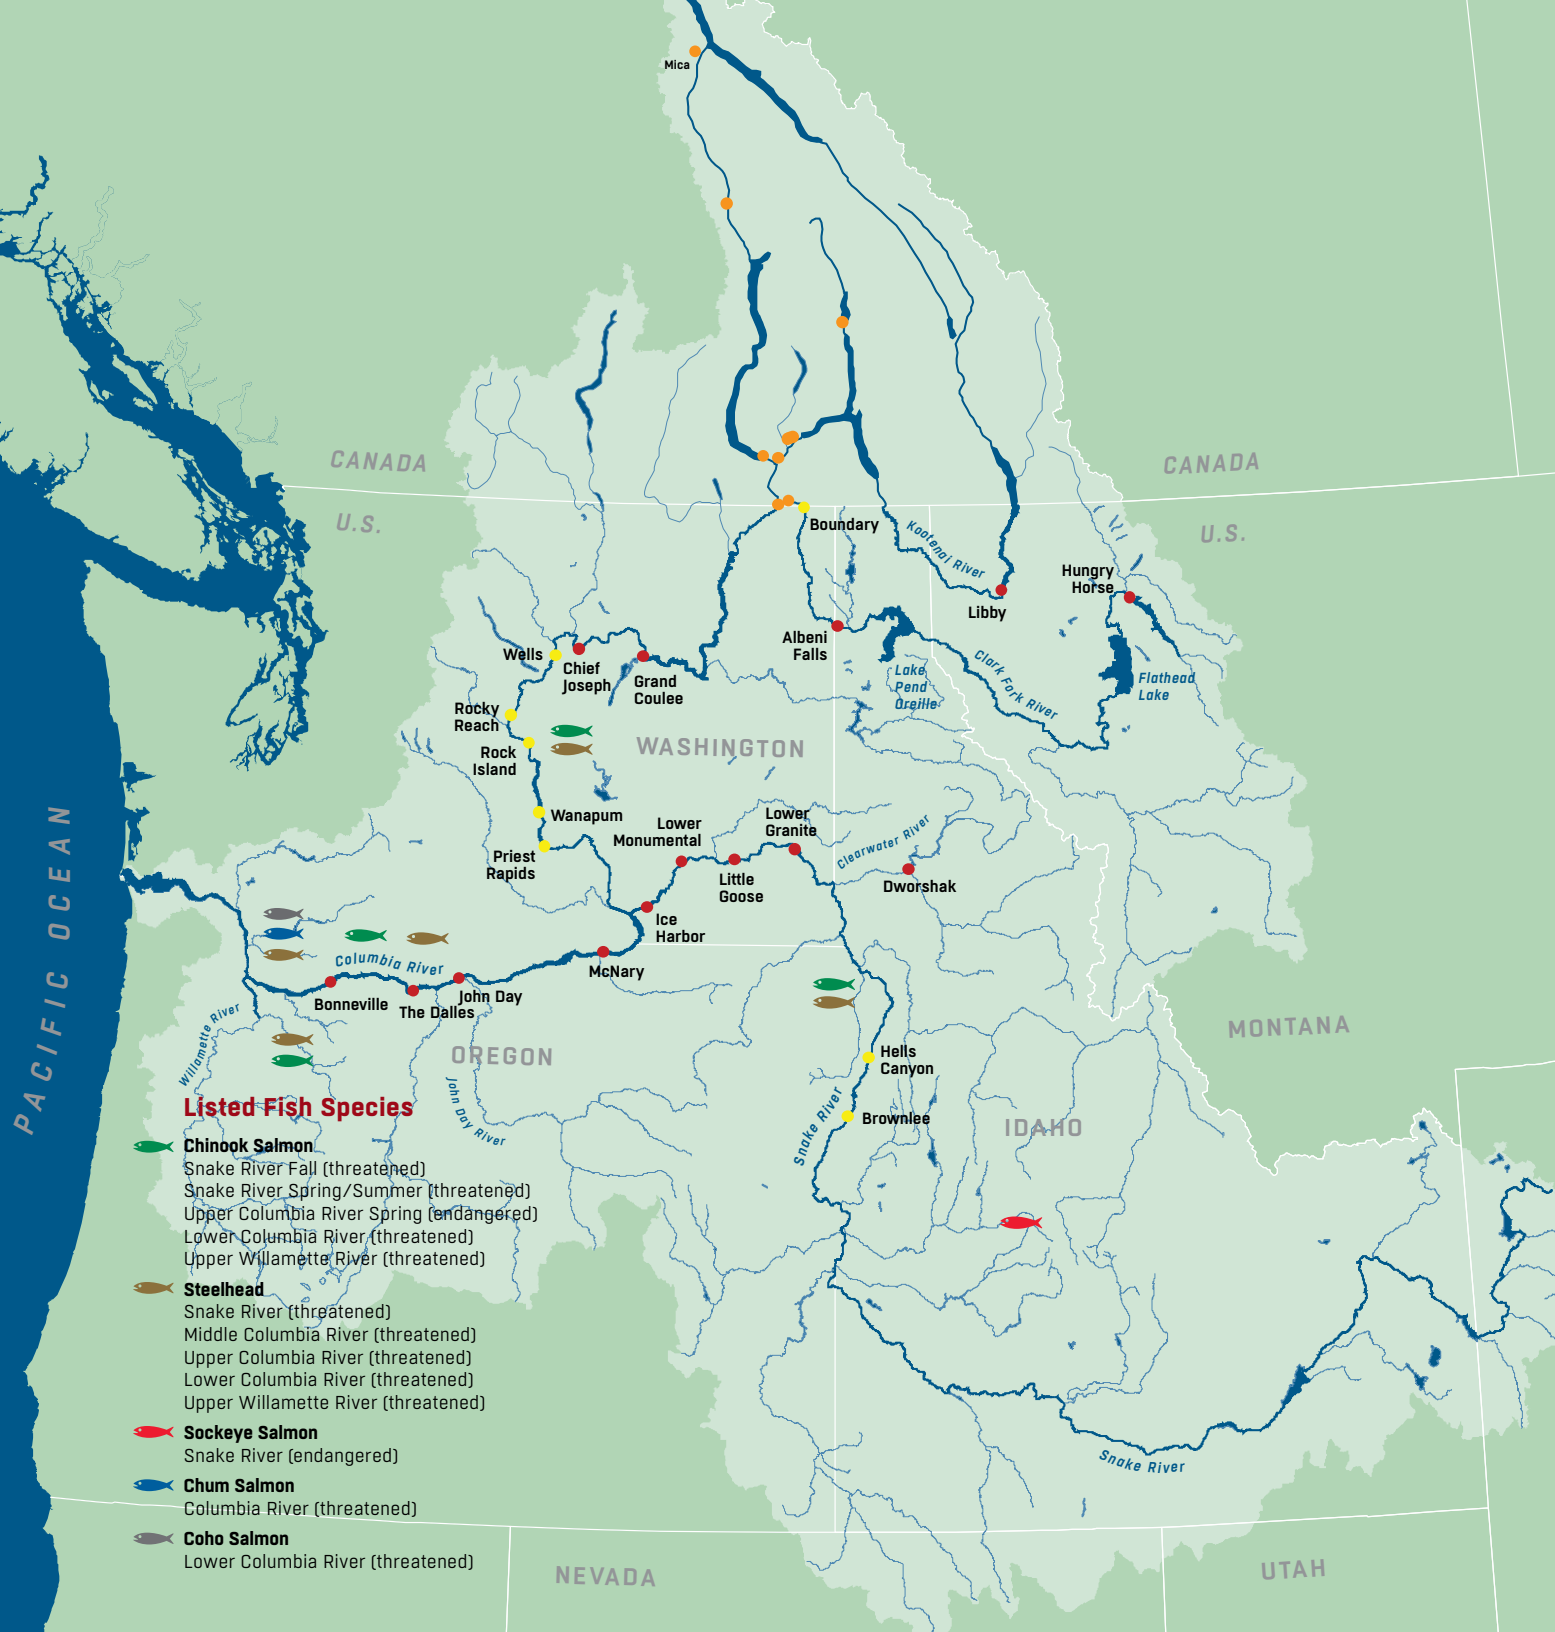 Mica
CANADA
CANADA
U.S.
U.S.
Boundary
Kootenai River
Hungry
Horse
Libby
Albeni
Falls
Wells
Chief
Joseph
Grand
Coulee
Lake
Pend
Oreille
Clark Fork River
Flathead
Lake
Rocky
Reach
Rock
Island
WASHINGTON
Wanapum
Lower
Monumental
Lower
Granite
Clearwater River
Priest
Rapids
Little
Goose
Dworshak
Ice
Harbor
PACIFIC OCEAN
Columbia River
McNary
Bonneville
The Dalles
John Day
Willamette River
MONTANA
OREGON
Hells
Canyon
John Day River
Snake River
Brownlee
IDAHO
Listed Fish Species
Chinook Salmon
Snake River Fall (threatened)
Snake River Spring/Summer (threatened)
Upper Columbia River Spring (endangered)
Lower Columbia River (threatened)
Upper Willamette River (threatened)
Steelhead
Snake River (threatened)
Middle Columbia River (threatened)
Upper Columbia River (threatened)
Lower Columbia River (threatened)
Upper Willamette River (threatened)
Sockeye Salmon
Snake River (endangered)
Chum Salmon
Columbia River (threatened)
Coho Salmon
Lower Columbia River (threatened)
Snake River
NEVADA
UTAH